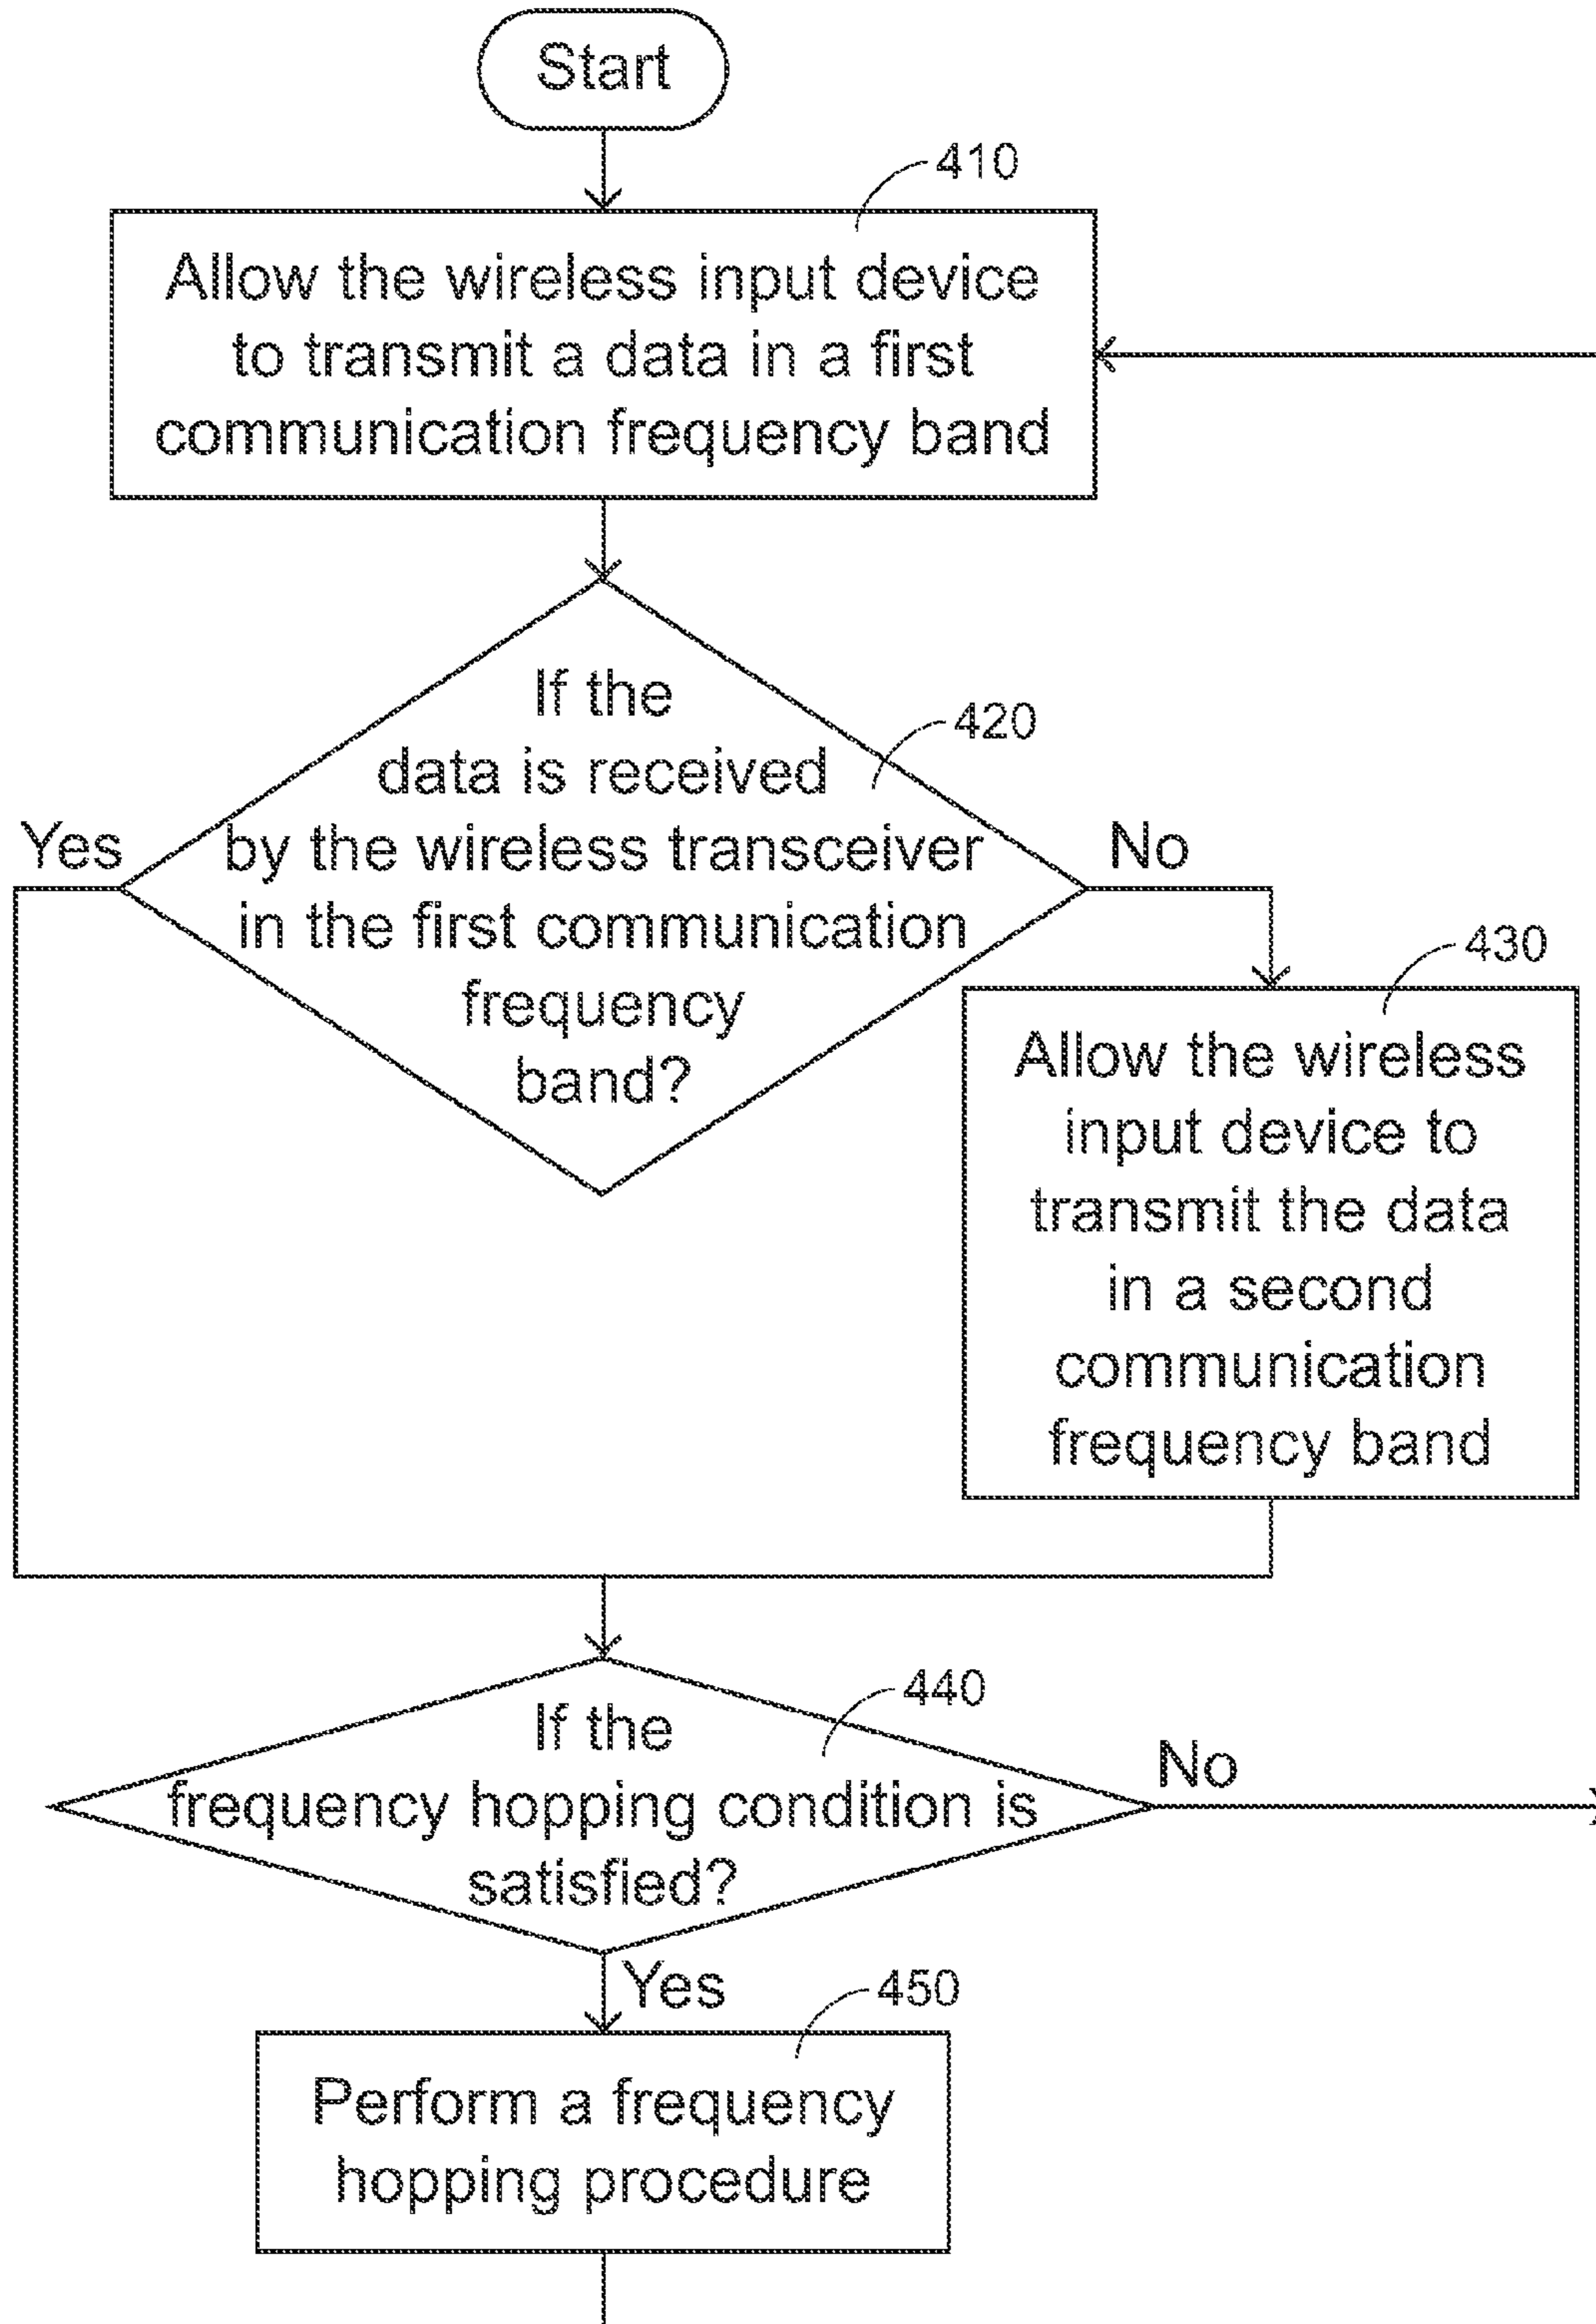 Start
410
Allow the wireless input device
to transmit a data in a first
communication frequency band
420
If the
data is received
by the wireless transceiver
in the first communication
frequency
band?
Yes
No
430
Allow the wireless
input device to
transmit the data
in a second
communication
frequency band
440
If the
frequency hopping condition is
satisfied?
No
Yes
450
Perform a frequency
hopping procedure